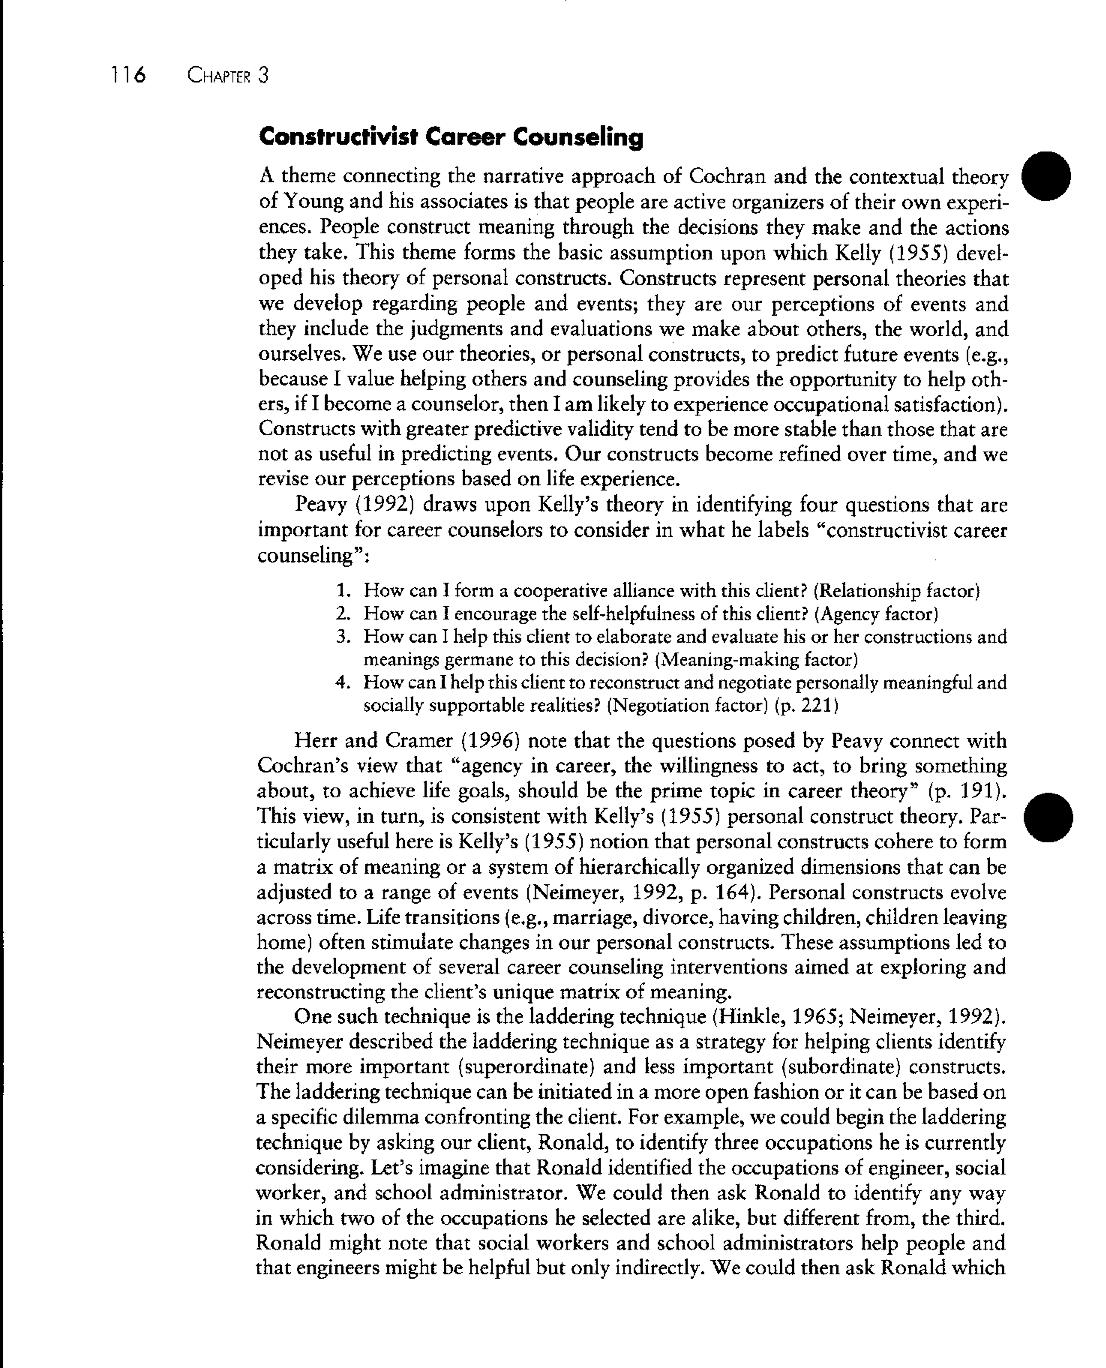 116 CHAPTER 3
Constructivist Career Counseling
A theme connecting the narrative approach of Cochran and the contextual theory
of Young and his associates is that people are active organizers of their own experi-
ences. People construct meaning through the decisions they make and the actions
they take. This theme forms the basic assumption upon which Kelly (1955) devel-
oped his theory of personal constructs. Constructs represent personal theories that
we develop regarding people and events; they are our perceptions of events and
they include the judgments and evaluations we make about others, the world, and
ourselves. We use our theories, or personal constructs, to predict future events (e.g.,
because I value helping others and counseling provides the opportunity to help oth-
ers, if I become a counselor, then I am likely to experience occupational satisfaction).
Constructs with greater predictive validity tend to be more stable than those that are
not as useful in predicting events. Our constructs become refined over time, and we
revise our perceptions based on life experience.
Peavy (1992) draws upon Kelly's theory in identifying four questions that are
important for career counselors to consider in what he labels "constructivist career
counseling":
1. How can I form a cooperative alliance with this client? (Relationship factor)
2. How can I encourage the self-helpfulness of this client? (Agency factor)
3. How can I help this client to elaborate and evaluate his or her constructions and
meanings germane to this decision? (Meaning-making factor)
4. How can I help this client to reconstruct and negotiate personally meaningful and
socially supportable realities? (Negotiation factor) (p. 221)
Herr and Cramer (1996) note that the questions posed by Peavy connect with
Cochran's view that "agency in career, the willingness to act, to bring something
about, to achieve life goals, should be the prime topic in career theory" (p. 191).
This view, in turn, is consistent with Kelly's (1955) personal construct theory. Par-
ticularly useful here is Kelly's (1955) notion that personal constructs cohere to form
a matrix of meaning or a system of hierarchically organized dimensions that can be
adjusted to a range of events (Neimeyer, 1992, p. 164). Personal constructs evolve
across time. Life transitions (e.g., marriage, divorce, having children, children leaving
home) often stimulate changes in our personal constructs. These assumptions led to
the development of several career counseling interventions aimed at exploring and
reconstructing the client's unique matrix of meaning.
One such technique is the laddering technique (Hinkle, 1965; Neimeyer, 1992).
Neimeyer described the laddering technique as a strategy for helping clients identify
their more important (superordinate) and less important (subordinate) constructs.
The laddering technique can be initiated in a more open fashion or it can be based on
a specific dilemma confronting the client. For example, we could begin the laddering
technique by asking our client, Ronald, to identify three occupations he is currently
considering. Let's imagine that Ronald identified the occupations of engineer, social
worker, and school administrator. We could then ask Ronald to identify any way
in which two of the occupations he selected are alike, but different from, the third.
Ronald might note that social workers and school administrators help people and
that engineers might be helpful but only indirectly. We could then ask Ronald which